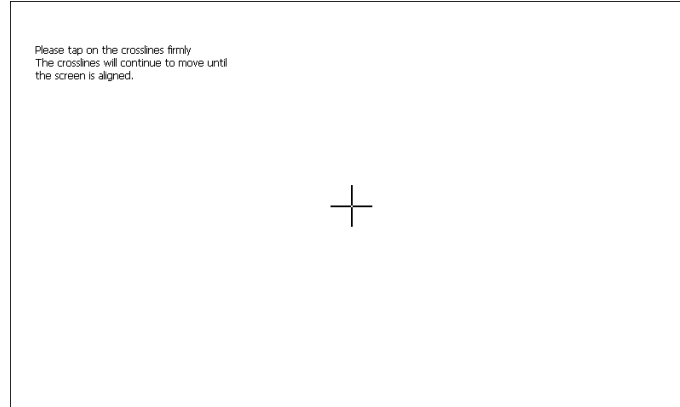 Please tap on the crosslines firmly
The crosslines will continue to move until
the screen is aligned.